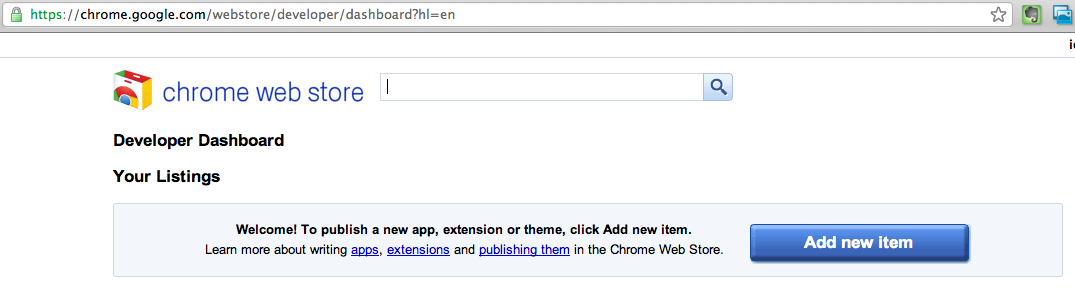 https://chrome.google.com/webstore/developer/dashboard?hl=en
chrome web store
Developer Dashboard
Your Listings
Welcome! To publish a new app, extension or theme, click Add new item.
Learn more about writing apps, extensions and publishing them in the Chrome Web Store.
Add new item